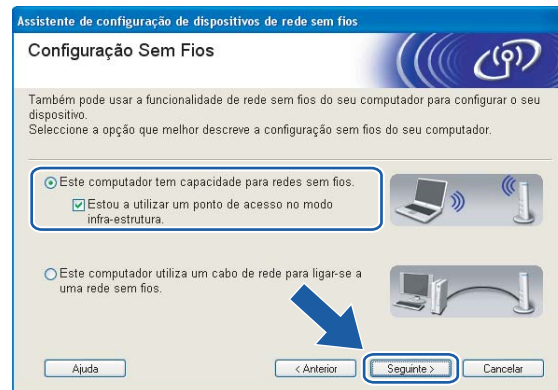 Assistente de configuração de dispositivos de rede sem fios
Configuração Sem Fios
Também pode usar a funcionalidade de rede sem fios do seu computador para configurar o seu
dispositivo.
Seleccione a opção que melhor descreve a configuração sem fios do seu computador.
Este computador tem capacidade para redes sem fios.
Estou a utilizar um ponto de acesso no modo
infra-estrutura.
Este computador utiliza um cabo de rede para ligar-se a
uma rede sem fios.
Ajuda
< Anterior
Seguinte >
Cancelar